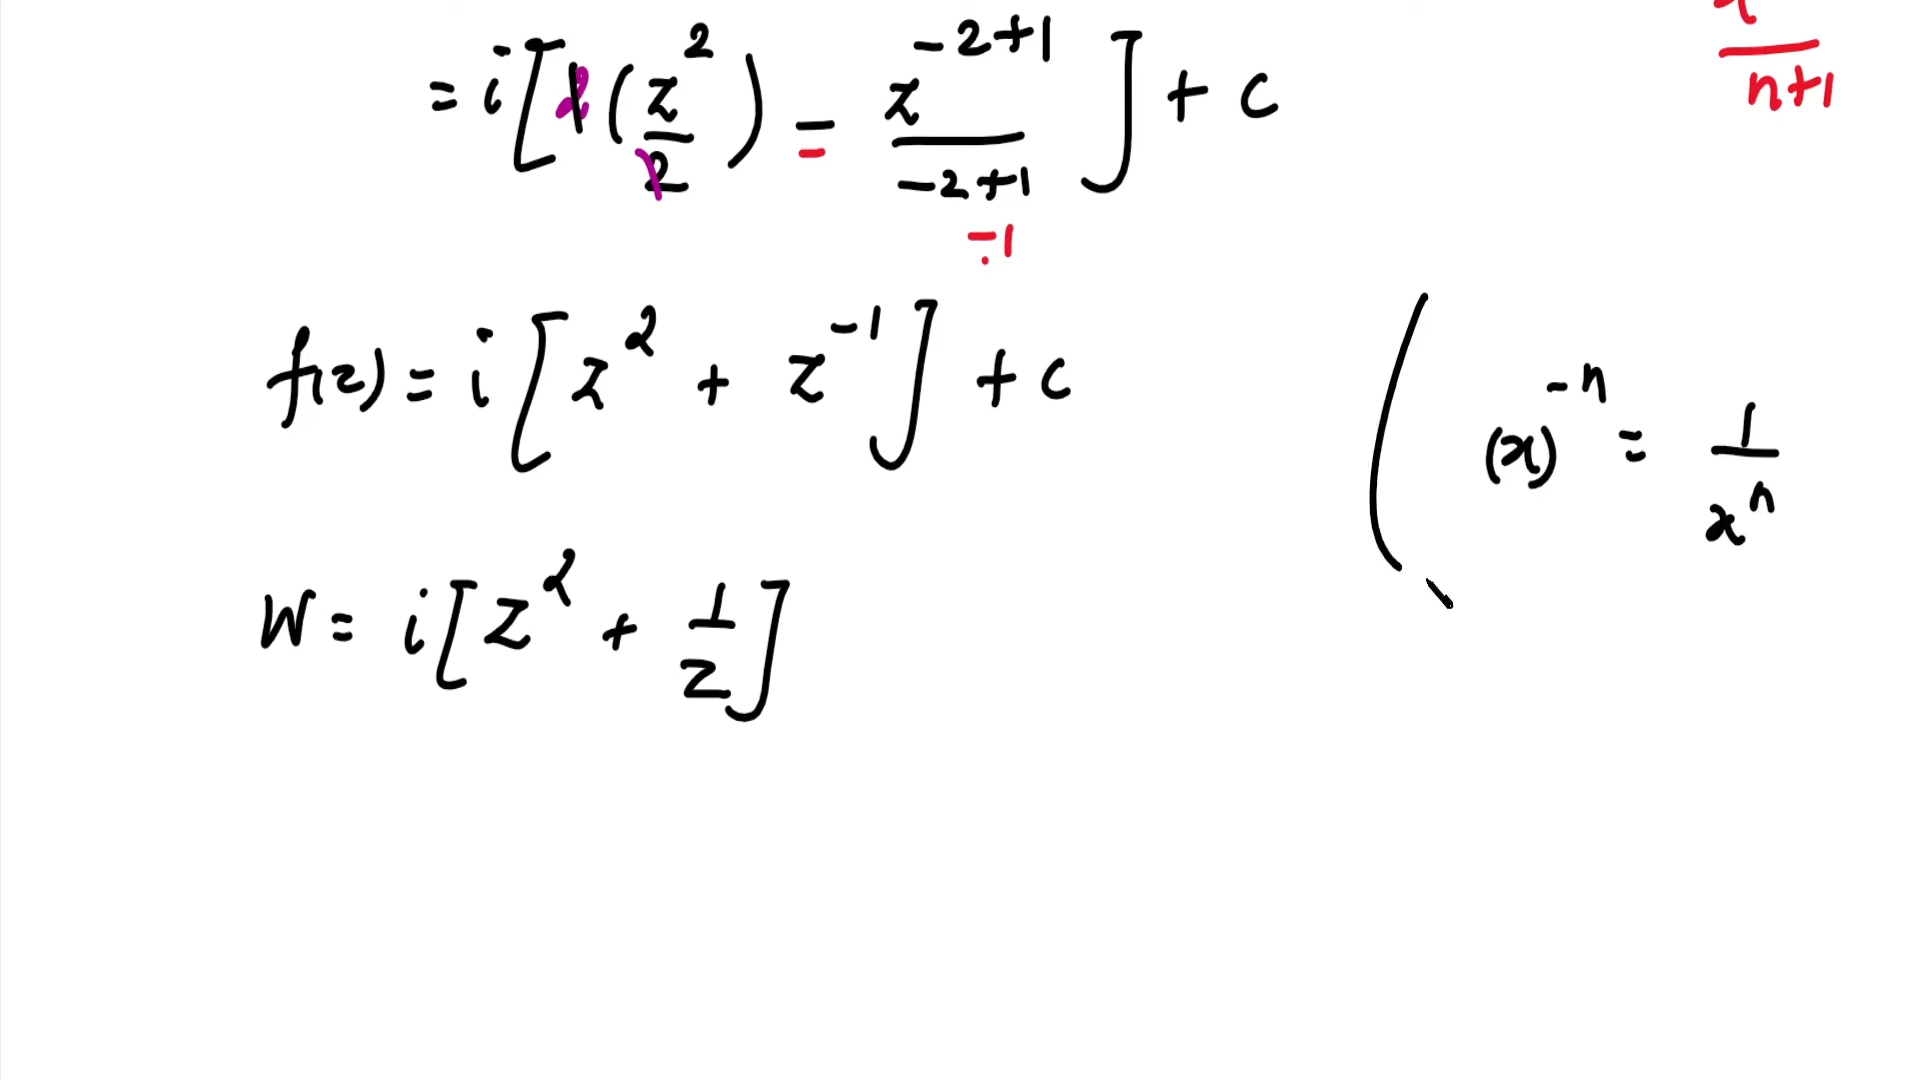 = i[2(z²/2) - z^(-2+1)/(-2+1)] + c
-1
n+1
f(z) = i[z² + z⁻¹] + c
(x)^(-n) = 1/xⁿ
W = i[z² + 1/z]